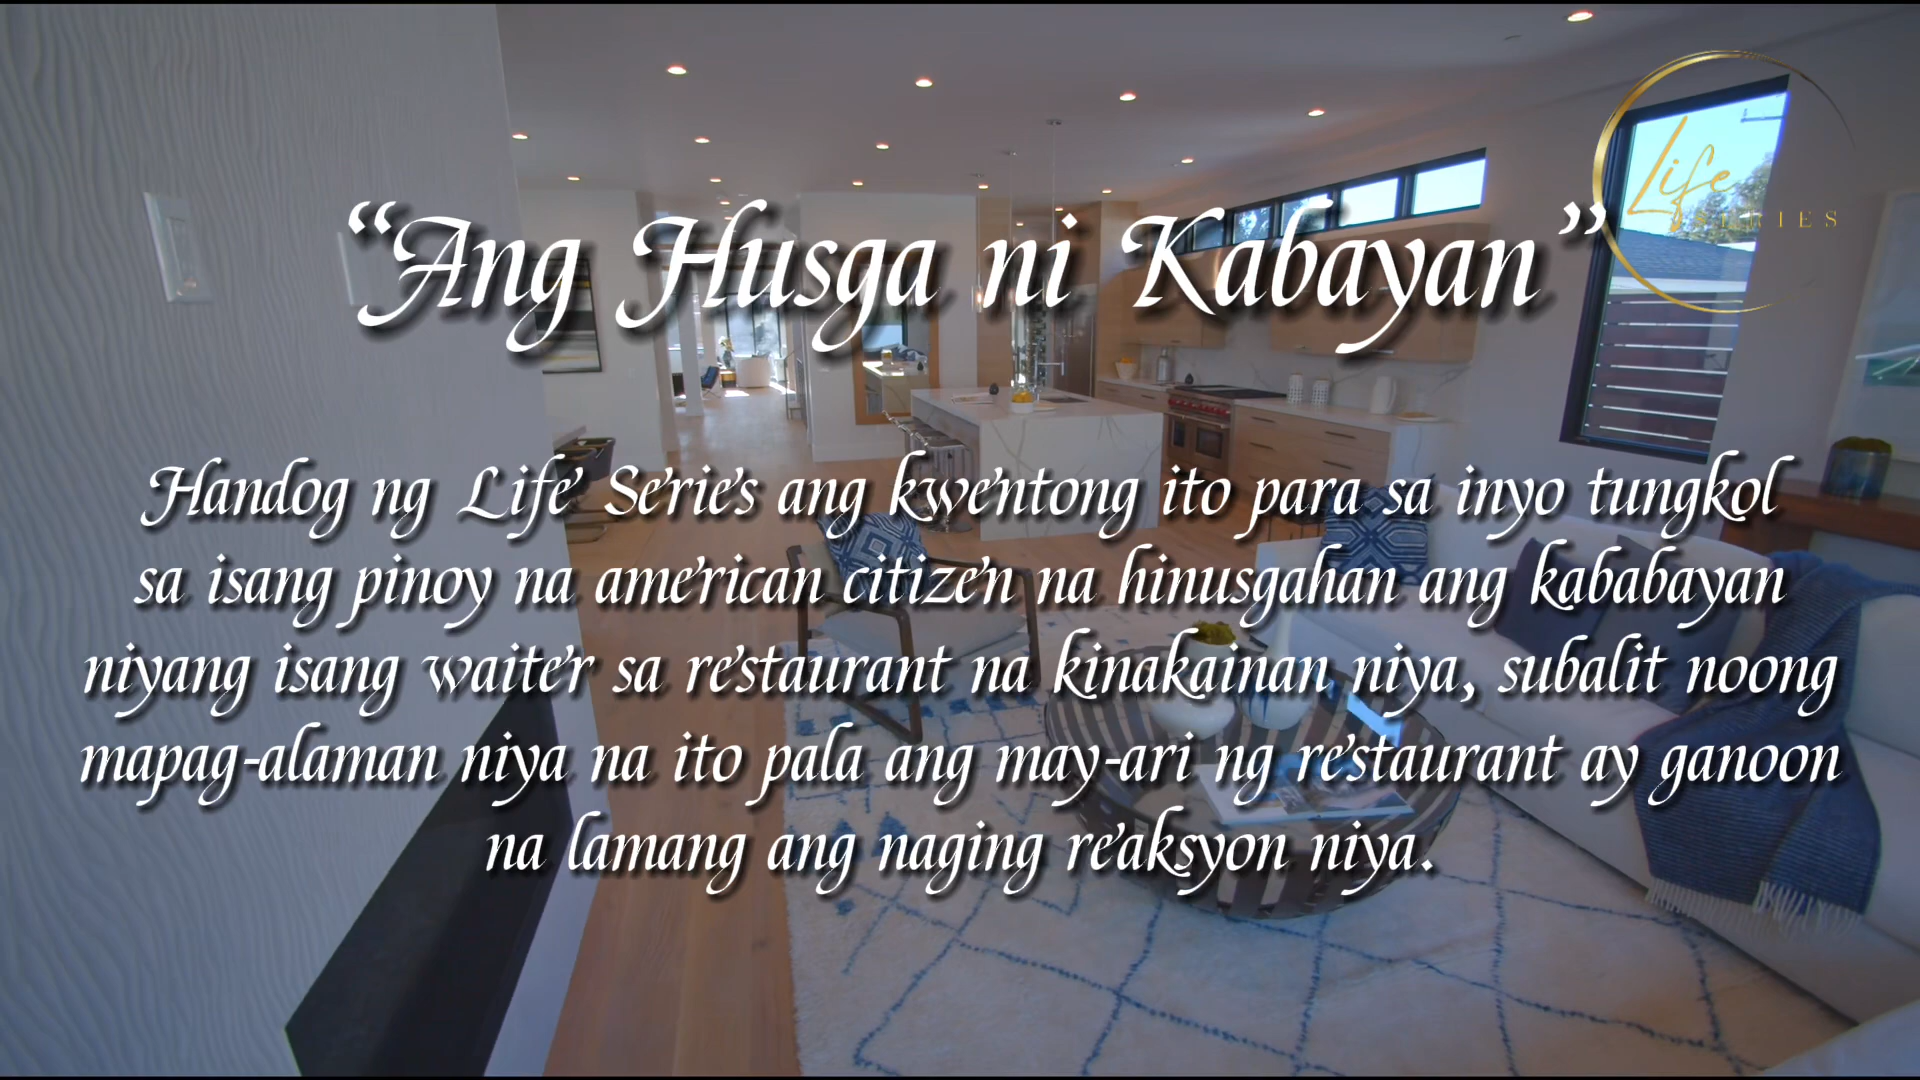 Life
SERIES
“Ang Husga ni Kabayan”
Handog ng Life Series ang kwentong ito para sa inyo tungkol
sa isang pinoy na american citizen na hinusgahan ang kababayan
niyang isang waiter sa restaurant na kinakainan niya, subalit noong
mapag-alaman niya na ito pala ang may-ari ng restaurant ay ganoon
na lamang ang naging reaksyon niya.